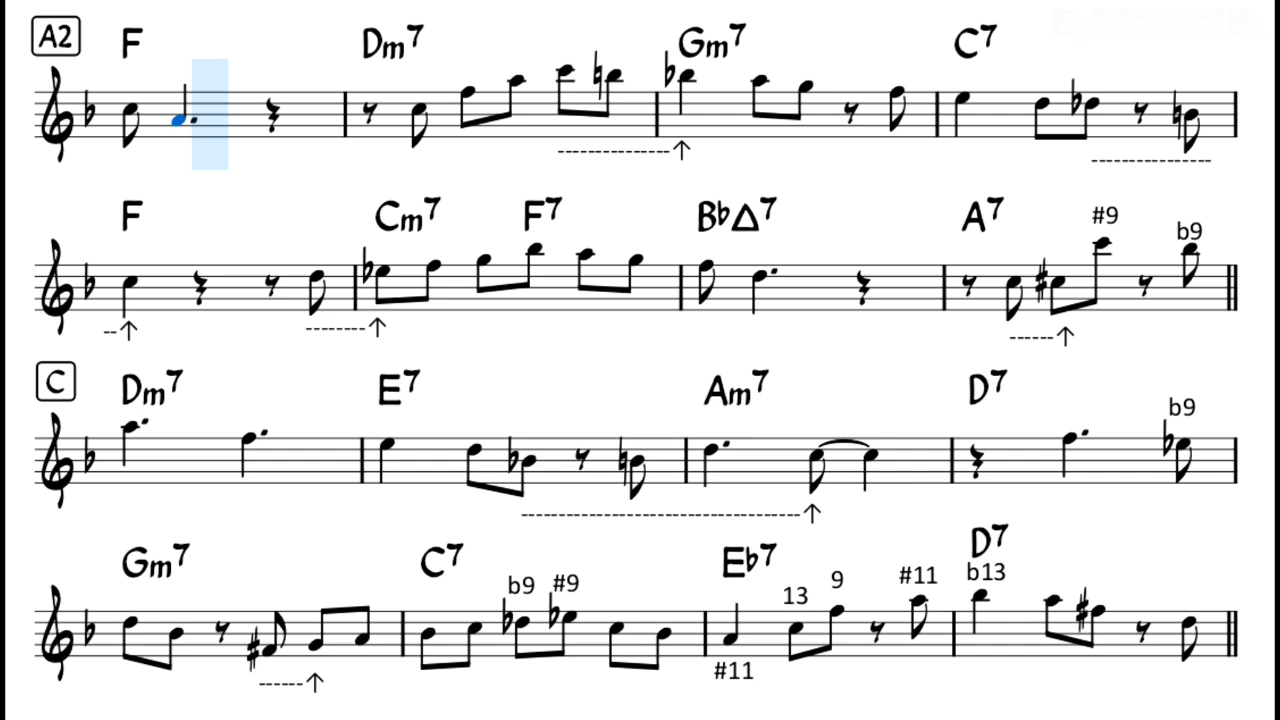 A2 F Dm7 Gm7 C7
F Cm7 F7 B♭△7 A7 #9 b9
C Dm7 E7 Am7 D7 b9
Gm7 C7 b9 #9 E♭7 13 9 #11 D7 b13
#11